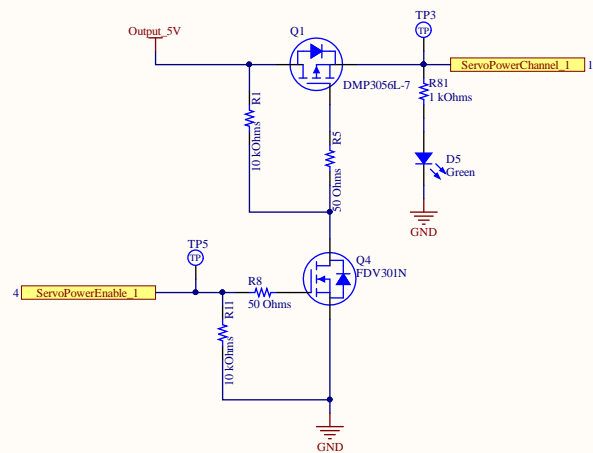 TP3
Q1
Output_5V
TP
ServoPowerChannel_1 1
DMP3056L-7
R81
1 kOhms
R1
10 kOhms
R5
50 Ohms
D5
Green
GND
TP5
TP
Q4
FDV301N
4 ServoPowerEnable_1
R8
50 Ohms
R11
10 kOhms
GND